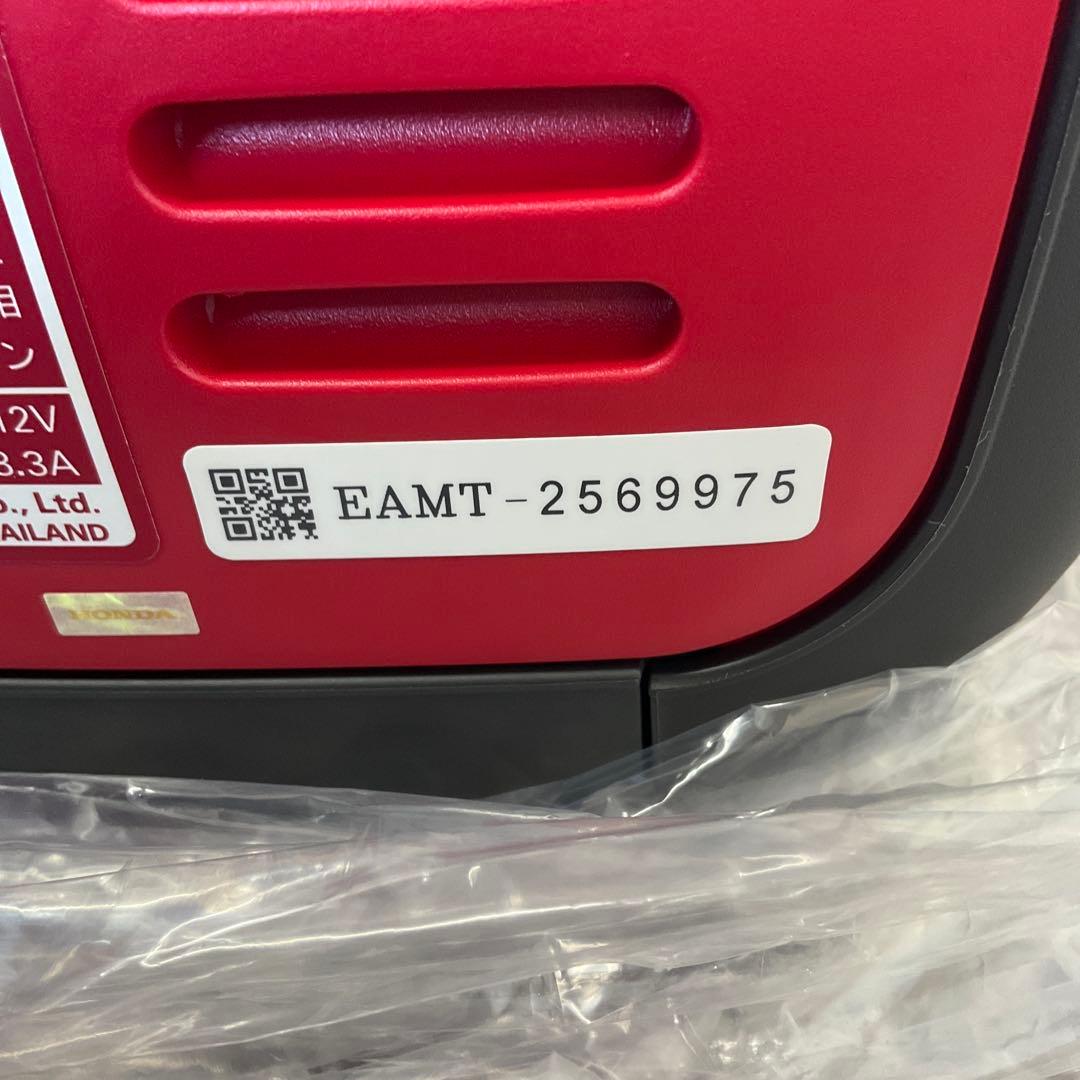 用
ン
12V
8.3A
o., Ltd.
AILAND
EAMT-2569975
HONDA